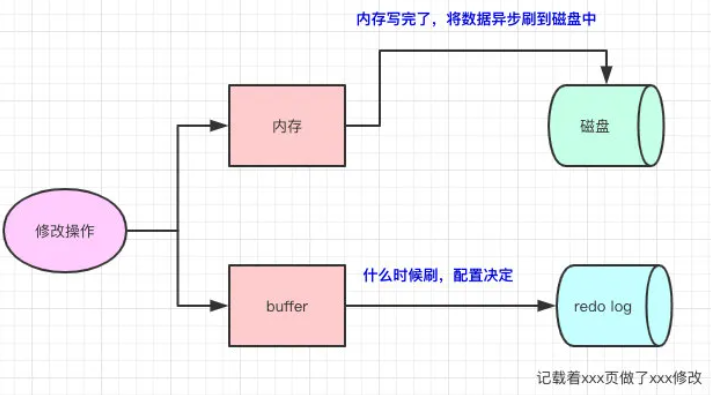 内存写完了，将数据异步刷到磁盘中
内存
磁盘
修改操作
什么时候刷，配置决定
buffer
redo log
记载着xxx页做了xxx修改